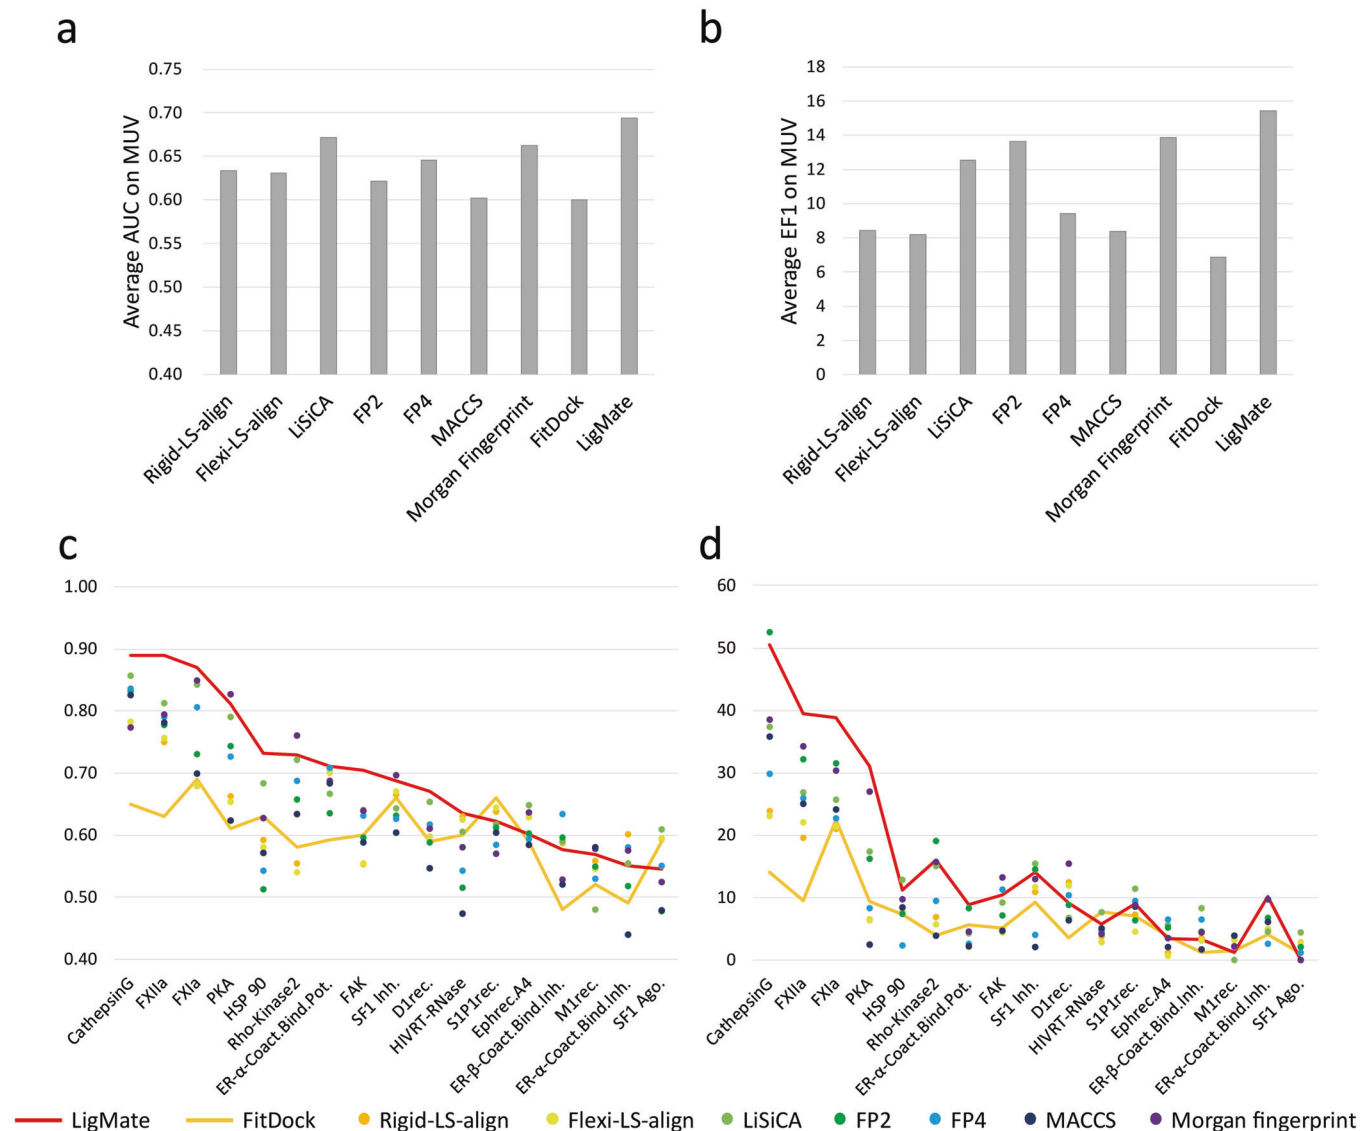 a
Average AUC on MUV
0.75
0.70
0.65
0.60
0.55
0.50
0.45
0.40
Rigid-LS-align
Flexi-LS-align
LiSiCA
FP2
FP4
MACCS
Morgan Fingerprint
FitDock
LigMate
b
Average EF1 on MUV
18
16
14
12
10
8
6
4
2
0
Rigid-LS-align
Flexi-LS-align
LiSiCA
FP2
FP4
MACCS
Morgan Fingerprint
FitDock
LigMate
c
1.00
0.90
0.80
0.70
0.60
0.50
0.40
CathepsinG
FXIIa
FXIa
PKA
HSP 90
Rho-Kinase2
ER-α-Coact.Bind.Pot.
FAK
SF1 Inh.
D1rec.
HIVRT-RNase
S1P1rec.
Ephrec.A4
ER-β-Coact.Bind.Inh.
M1rec.
ER-α-Coact.Bind.Inh.
SF1 Ago.
d
60
50
40
30
20
10
0
CathepsinG
FXIIa
FXIa
PKA
HSP 90
Rho-Kinase2
ER-α-Coact.Bind.Pot.
FAK
SF1 Inh.
D1rec.
HIVRT-RNase
S1P1rec.
Ephrec.A4
ER-β-Coact.Bind.Inh.
M1rec.
ER-α-Coact.Bind.Inh.
SF1 Ago.
LigMate FitDock Rigid-LS-align Flexi-LS-align LiSiCA FP2 FP4 MACCS Morgan fingerprint